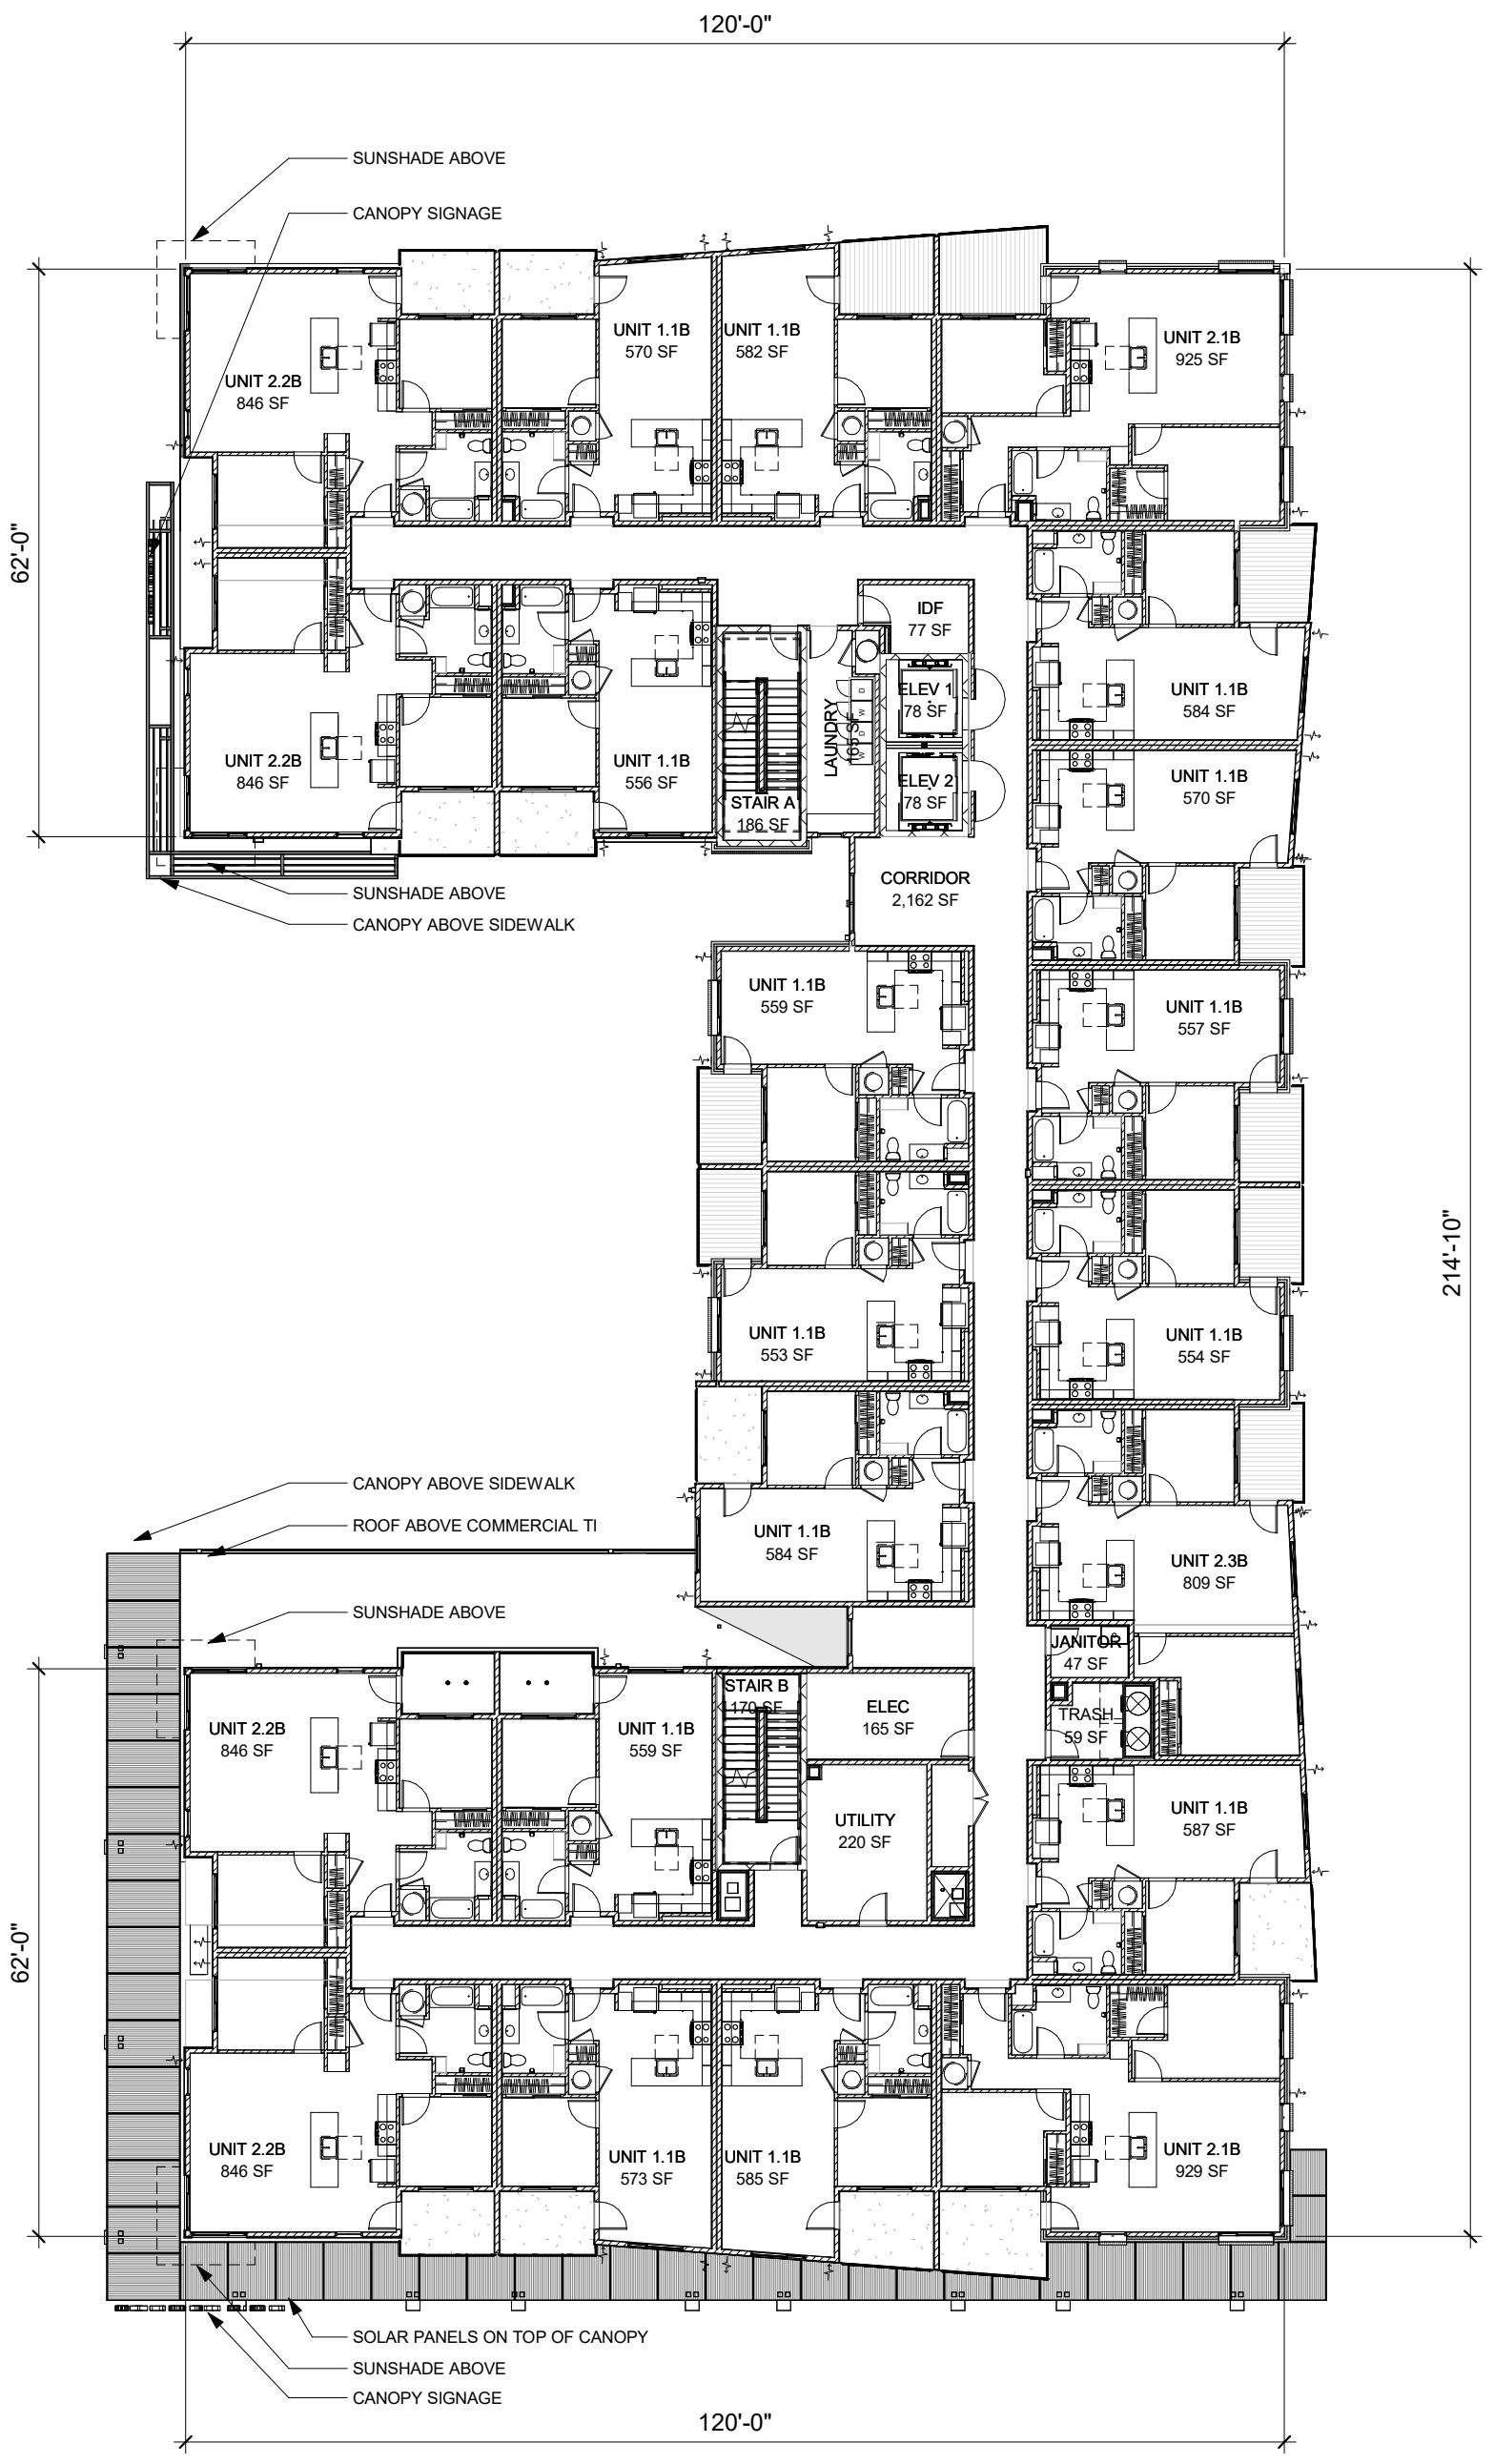 120'-0"
SUNSHADE ABOVE
CANOPY SIGNAGE
UNIT 2.2B
846 SF
UNIT 1.1B
570 SF
UNIT 1.1B
582 SF
UNIT 2.1B
925 SF
62'-0"
IDF
77 SF
UNIT 1.1B
584 SF
UNIT 2.2B
846 SF
UNIT 1.1B
556 SF
STAIR A
186 SF
LAUNDRY
165 SF
D
W
D
W
ELEV 1
78 SF
ELEV 2
78 SF
UNIT 1.1B
570 SF
SUNSHADE ABOVE
CANOPY ABOVE SIDEWALK
CORRIDOR
2,162 SF
UNIT 1.1B
559 SF
UNIT 1.1B
557 SF
214'-10"
UNIT 1.1B
553 SF
UNIT 1.1B
554 SF
CANOPY ABOVE SIDEWALK
ROOF ABOVE COMMERCIAL TI
UNIT 1.1B
584 SF
UNIT 2.3B
809 SF
SUNSHADE ABOVE
JANITOR
47 SF
UNIT 2.2B
846 SF
UNIT 1.1B
559 SF
STAIR B
170 SF
ELEC
165 SF
TRASH
59 SF
UTILITY
220 SF
UNIT 1.1B
587 SF
62'-0"
UNIT 2.2B
846 SF
UNIT 1.1B
573 SF
UNIT 1.1B
585 SF
UNIT 2.1B
929 SF
SOLAR PANELS ON TOP OF CANOPY
SUNSHADE ABOVE
CANOPY SIGNAGE
120'-0"